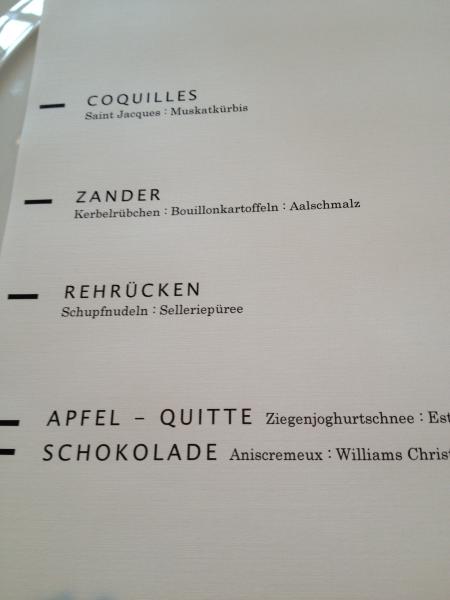 COQUILLES
Saint Jacques : Muskatkürbis
ZANDER
Kerbelrübchen : Bouillonkartoffeln : Aalschmalz
REHRÜCKEN
Schupfnudeln : Selleriepüree
APFEL – QUITTE Ziegenjoghurtschnee :
SCHOKOLADE Aniscremeux : Williams